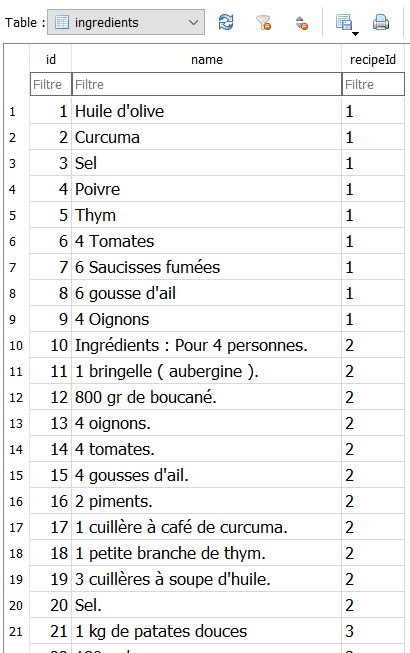 Table : ingredients
id name recipeId
Filtre Filtre Filtre
1 1 Huile d'olive 1
2 2 Curcuma 1
3 3 Sel 1
4 4 Poivre 1
5 5 Thym 1
6 6 4 Tomates 1
7 7 6 Saucisses fumées 1
8 8 6 gousse d'ail 1
9 9 4 Oignons 1
10 10 Ingrédients : Pour 4 personnes. 2
11 11 1 bringelle ( aubergine ). 2
12 12 800 gr de boucané. 2
13 13 4 oignons. 2
14 14 4 tomates. 2
15 15 4 gousses d'ail. 2
16 16 2 piments. 2
17 17 1 cuillère à café de curcuma. 2
18 18 1 petite branche de thym. 2
19 19 3 cuillères à soupe d'huile. 2
20 20 Sel. 2
21 21 1 kg de patates douces 3